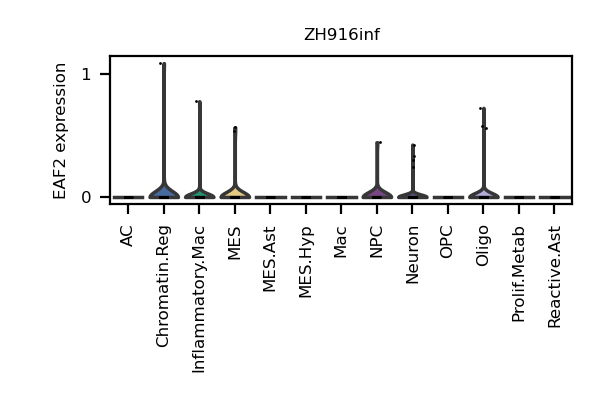 ZH916inf
EAF2 expression
1
0
AC
Chromatin.Reg
Inflammatory.Mac
MES
MES.Ast
MES.Hyp
Mac
NPC
Neuron
OPC
Oligo
Prolif.Metab
Reactive.Ast